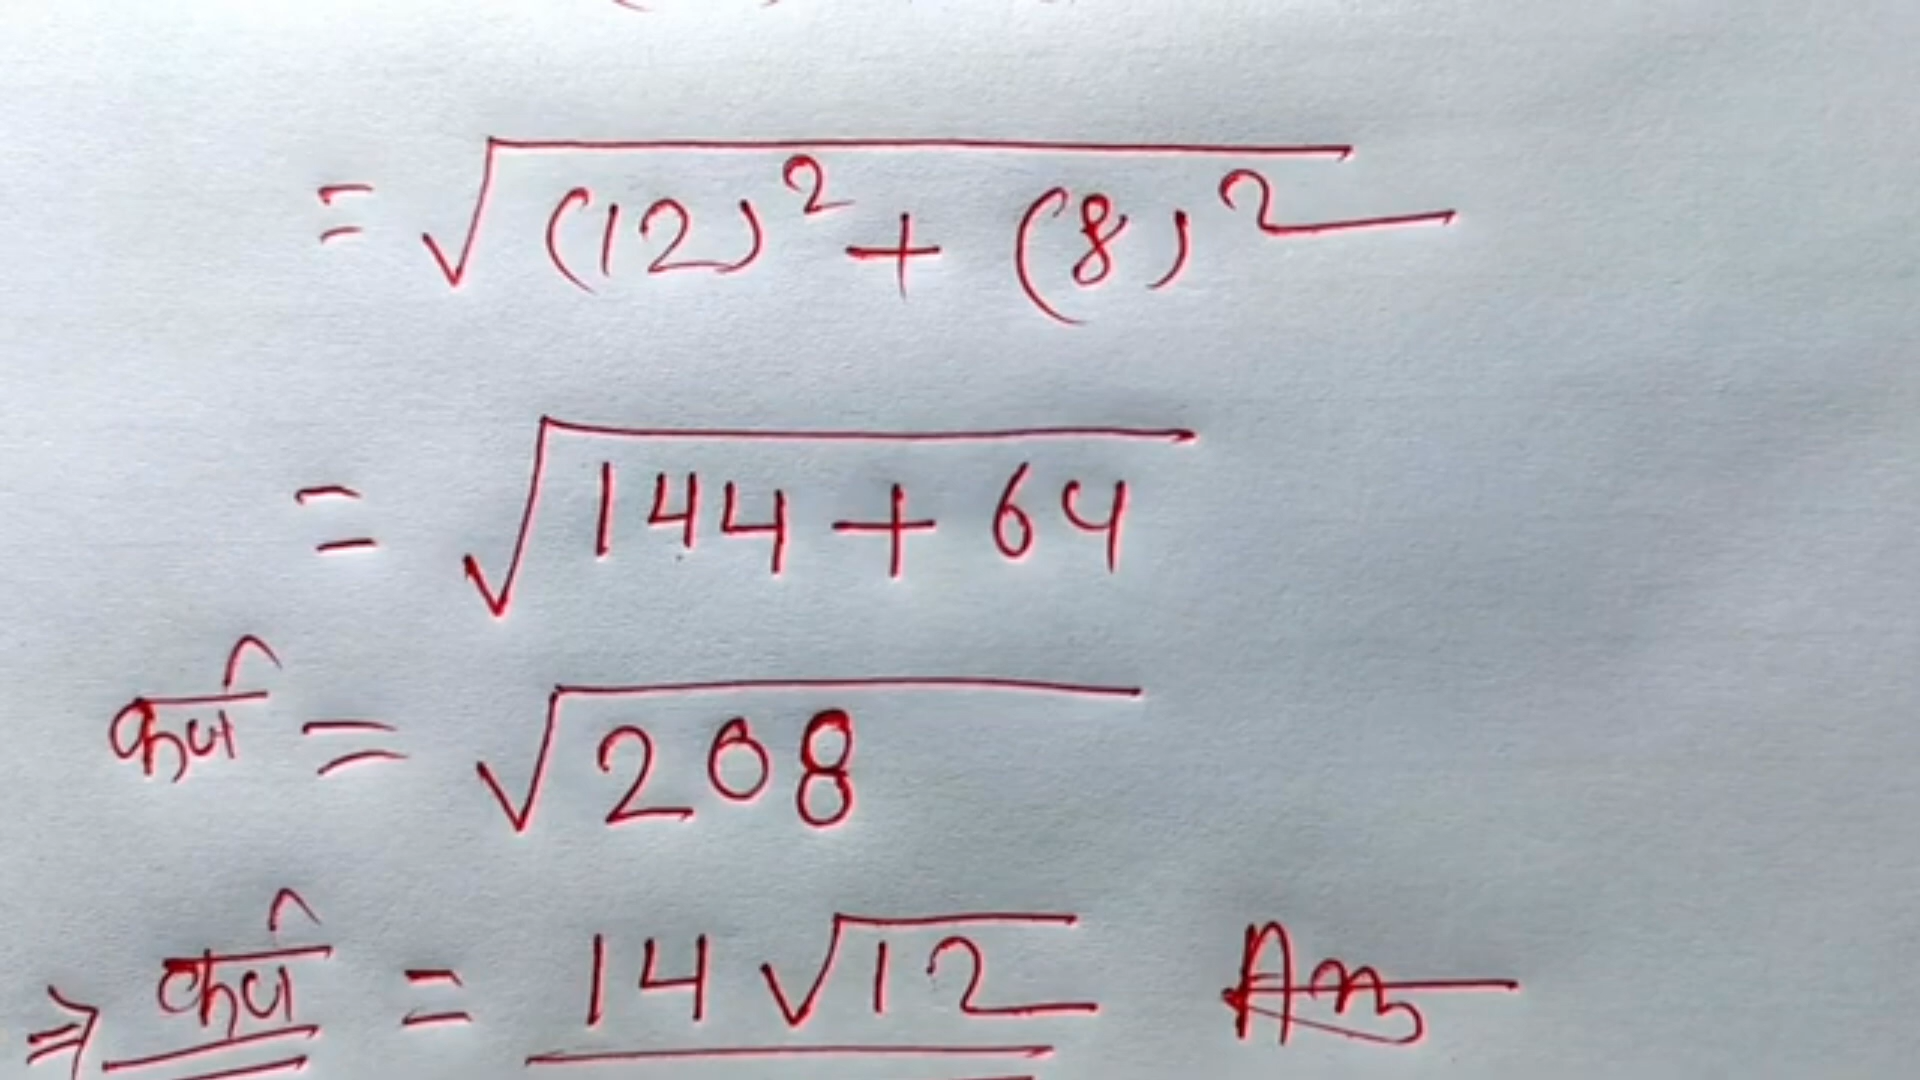 = √(12)² + (8)²
= √144 + 64
कर्ण = √208
⇒ कर्ण = 14√12 Ans